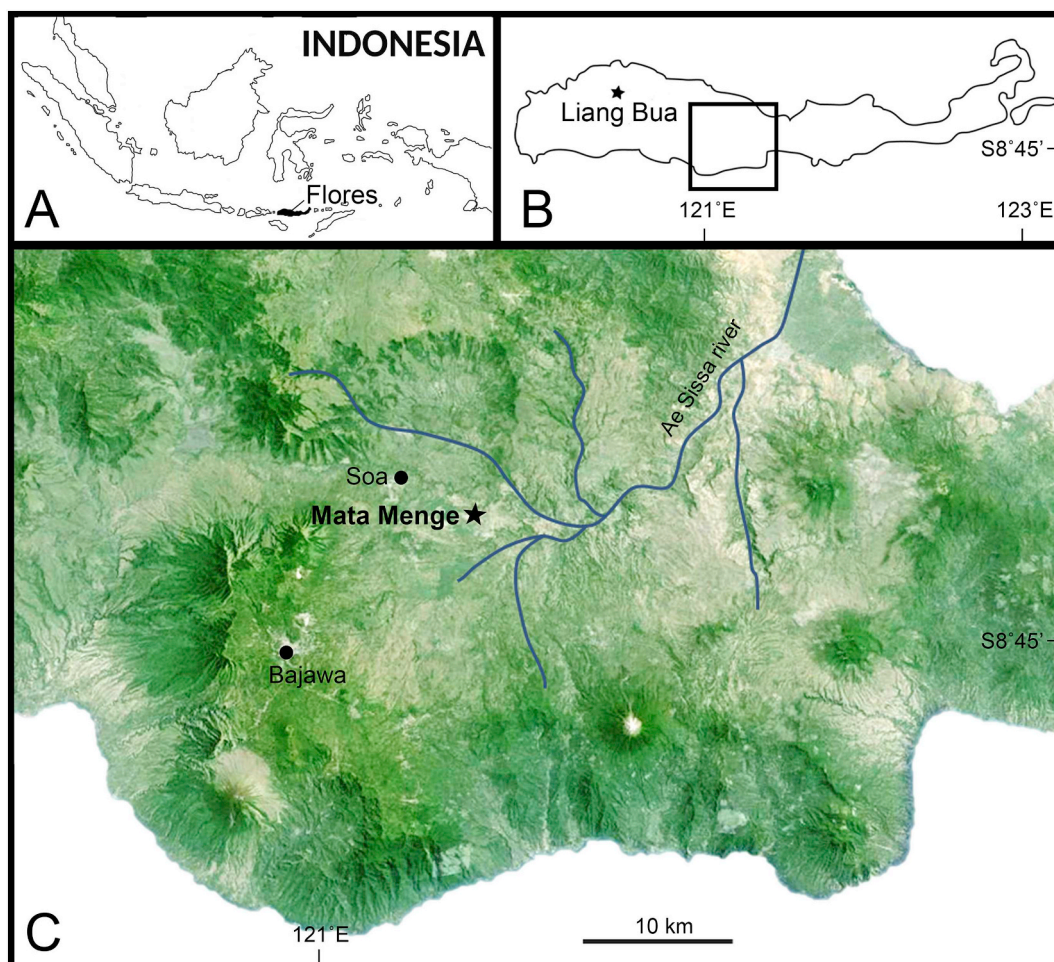 INDONESIA
Flores
A
Liang Bua
S8˚45’
B
121˚E
123˚E
Ae Sissa river
Soa
Mata Menge
S8˚45’
Bajawa
C
121˚E
10 km